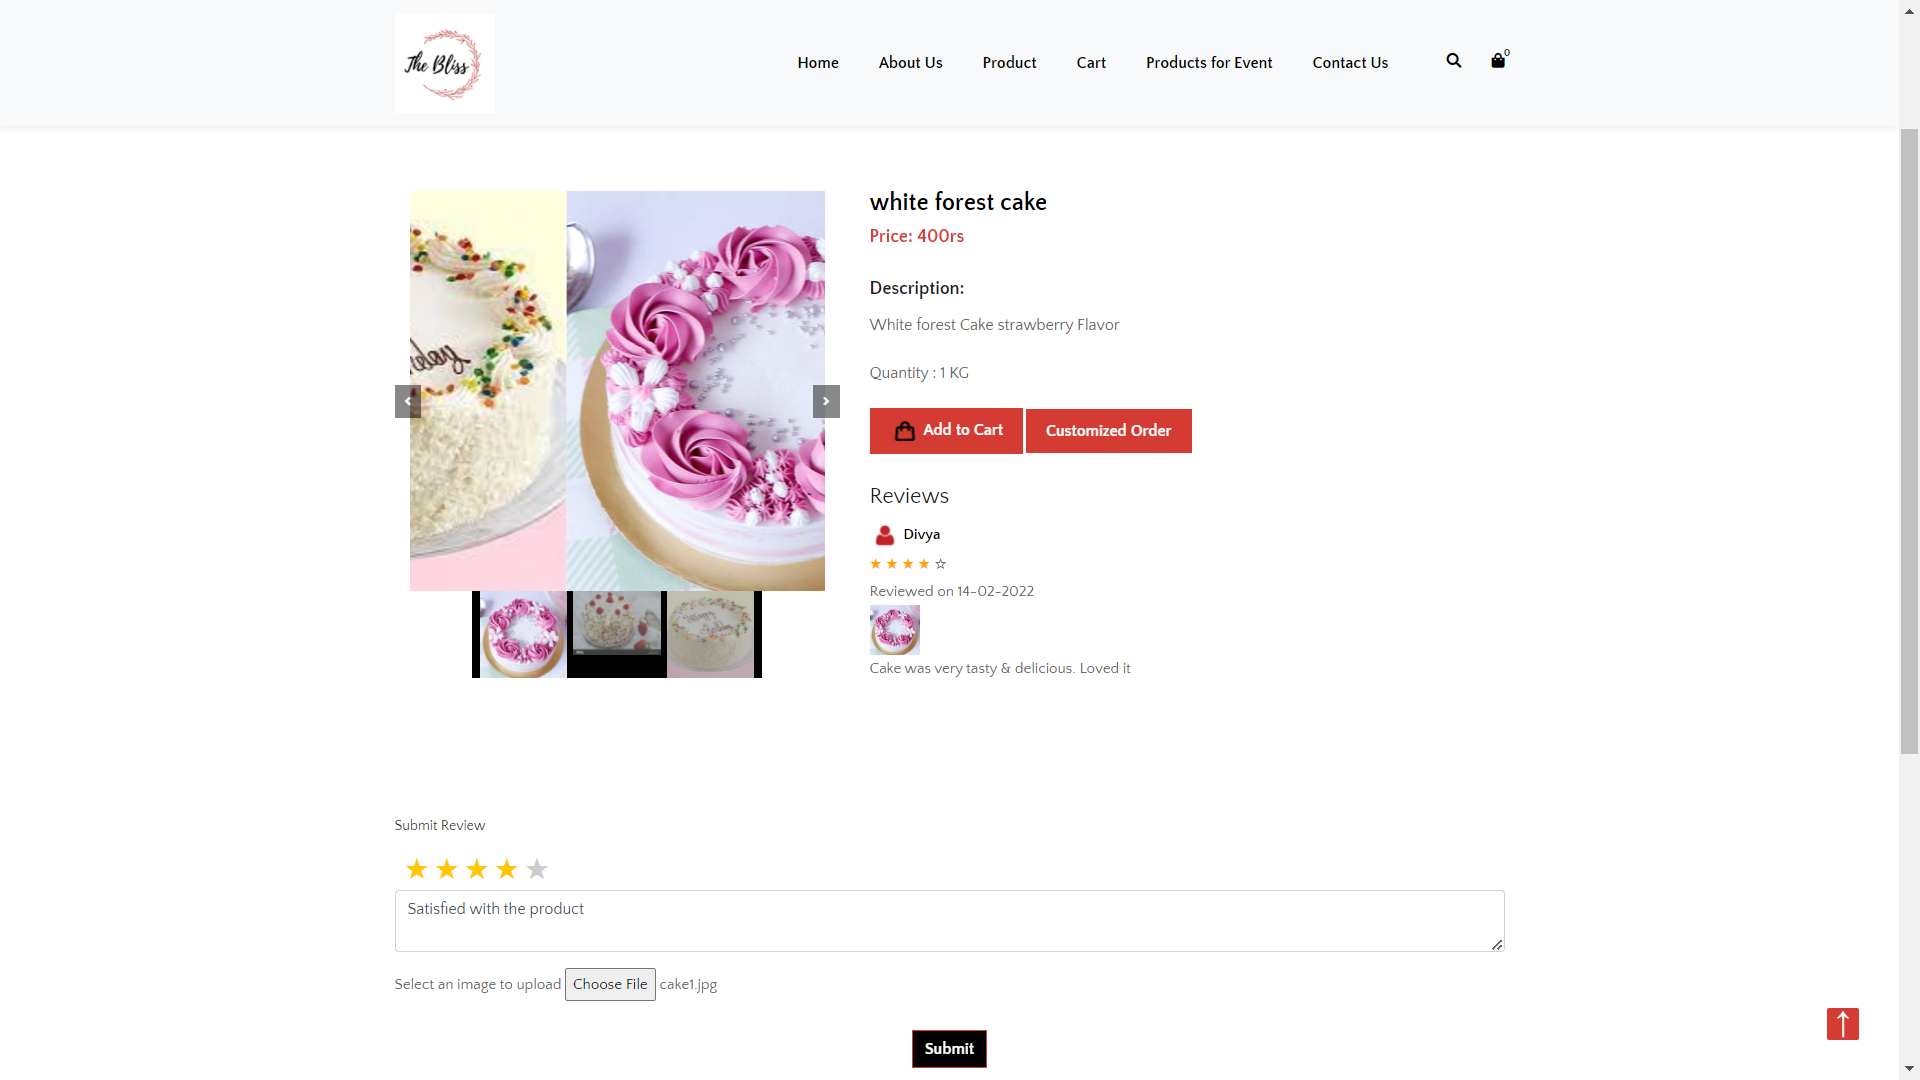 The Bliss
Home About Us Product Cart Products for Event Contact Us 0
white forest cake
Price: 400rs
Description:
White forest Cake strawberry Flavor
Quantity : 1 KG
Add to Cart Customized Order
Reviews
Divya
Reviewed on 14-02-2022
Cake was very tasty & delicious. Loved it
Submit Review
Satisfied with the product
Select an image to upload Choose File cake1.jpg
Submit